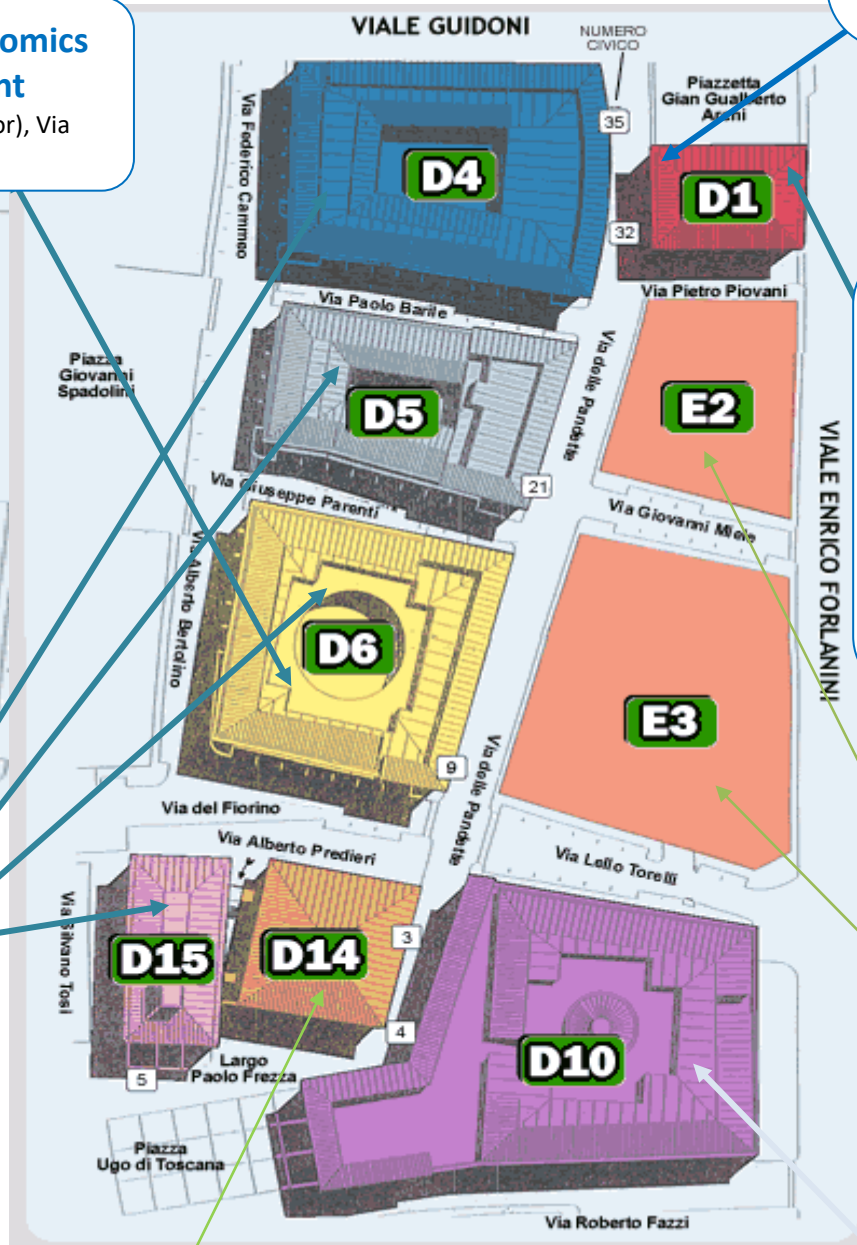 VIALE GUIDONI
NUMERO
CIVICO
omics
nt
or), Via
Via Federico Cammeo
Piazzetta
Gian Gualberto
Archi
35
D4
D1
32
Via Paolo Barile
Via Pietro Piovani
Piazza
Giovanni
Spadolini
Via delle Pandette
D5
E2
21
Via Giuseppe Parenti
Via Giovanni Miele
VIALE ENRICO FORLANINI
Via Alberto Bertolino
D6
E3
9
Via delle Pandette
Via del Fiorino
Via Alberto Predieri
Via Lello Torelli
Via Silvano Tosi
D15
D14
3
4
D10
Largo
Paolo Frezza
5
Piazza
Ugo di Toscana
Via Roberto Fazzi